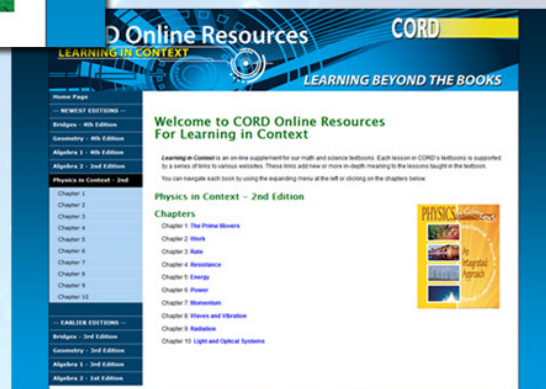 D Online Resources
CORD
LEARNING IN CONTEXT
LEARNING BEYOND THE BOOKS
Home Page
--- NEWEST EDITIONS ---
Bridges - 4th Edition
Geometry - 4th Edition
Algebra 1 - 4th Edition
Algebra 2 - 2nd Edition
Physics in Context - 2nd
Chapter 1
Chapter 2
Chapter 3
Chapter 4
Chapter 5
Chapter 6
Chapter 7
Chapter 8
Chapter 9
Chapter 10
--- EARLIER EDITIONS ---
Bridges - 3rd Edition
Geometry - 3rd Edition
Algebra 1 - 3rd Edition
Algebra 2 - 1st Edition
Welcome to CORD Online Resources
For Learning in Context
Learning in Context is an on-line supplement for our math and science textbooks. Each lesson in CORD's textbooks is supported
by a series of links to various websites. These links add new or more in-depth meaning to the lessons taught in the textbook.
You can navigate each book by using the expanding menu at the left or clicking on the chapters below.
Physics in Context - 2nd Edition
Chapters
Chapter 1: The Prime Movers
Chapter 2: Work
Chapter 3: Rate
Chapter 4: Resistance
Chapter 5: Energy
Chapter 6: Power
Chapter 7: Momentum
Chapter 8: Waves and Vibration
Chapter 9: Radiation
Chapter 10: Light and Optical Systems
PHYSICS in Context
An
Integrated
Approach